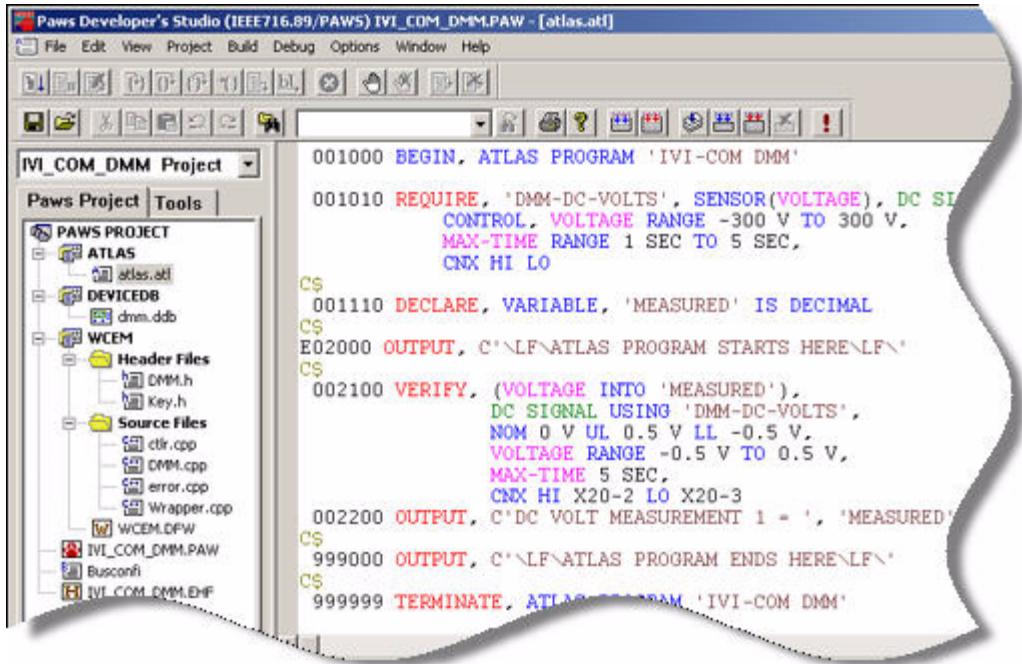 Paws Developer's Studio (IEEE716.89/PAWS) IVI_COM_DMM.PAW - [atlas.atl]
File Edit View Project Build Debug Options Window Help
IVI_COM_DMM Project
Paws Project Tools
PAWS PROJECT
ATLAS
atlas.atl
DEVICEDB
dmm.ddb
WCEM
Header Files
DMM.h
Key.h
Source Files
ctlr.cpp
DMM.cpp
error.cpp
Wrapper.cpp
WCEM.DFW
IVI_COM_DMM.PAW
Busconfi
IVI_COM_DMM.EHF
001000 BEGIN, ATLAS PROGRAM 'IVI-COM DMM'
001010 REQUIRE, 'DMM-DC-VOLTS', SENSOR(VOLTAGE), DC
CONTROL, VOLTAGE RANGE -300 V TO 300 V,
MAX-TIME RANGE 1 SEC TO 5 SEC,
CNX HI LO
C$
001110 DECLARE, VARIABLE, 'MEASURED' IS DECIMAL
C$
E02000 OUTPUT, C'\LF\ATLAS PROGRAM STARTS HERE\LF\'
C$
002100 VERIFY, (VOLTAGE INTO 'MEASURED'),
DC SIGNAL USING 'DMM-DC-VOLTS',
NOM 0 V UL 0.5 V LL -0.5 V,
VOLTAGE RANGE -0.5 V TO 0.5 V,
MAX-TIME 5 SEC,
CNX HI X20-2 LO X20-3
002200 OUTPUT, C'DC VOLT MEASUREMENT 1 = ', 'MEASURED'
C$
999000 OUTPUT, C'\LF\ATLAS PROGRAM ENDS HERE\LF\'
C$
999999 TERMINATE, ATLAS PROGRAM 'IVI-COM DMM'